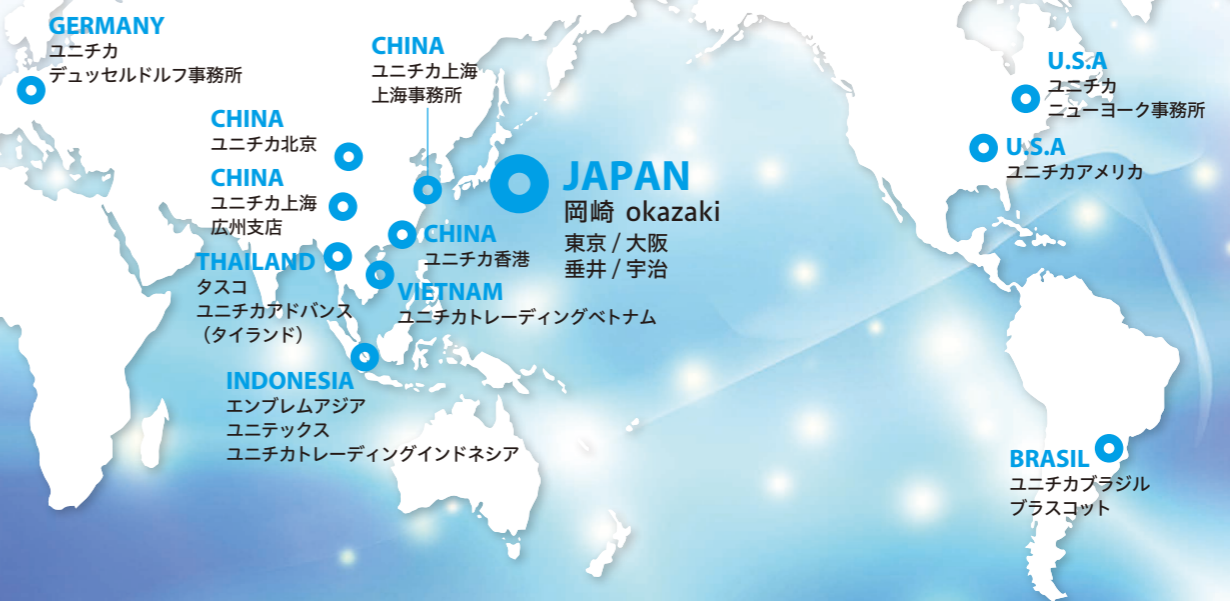 GERMANY
ユニチカ
デュッセルドルフ事務所
CHINA
ユニチカ上海
上海事務所
CHINA
ユニチカ北京
CHINA
ユニチカ上海
広州支店
THAILAND
タスコ
ユニチカアドバンス
（タイランド）
CHINA
ユニチカ香港
VIETNAM
ユニチカトレーディングベトナム
INDONESIA
エンブレムアジア
ユニテックス
ユニチカトレーディングインドネシア
JAPAN
岡崎 okazaki
東京 / 大阪
垂井 / 宇治
U.S.A
ユニチカ
ニューヨーク事務所
U.S.A
ユニチカアメリカ
BRASIL
ユニチカブラジル
ブラスコット